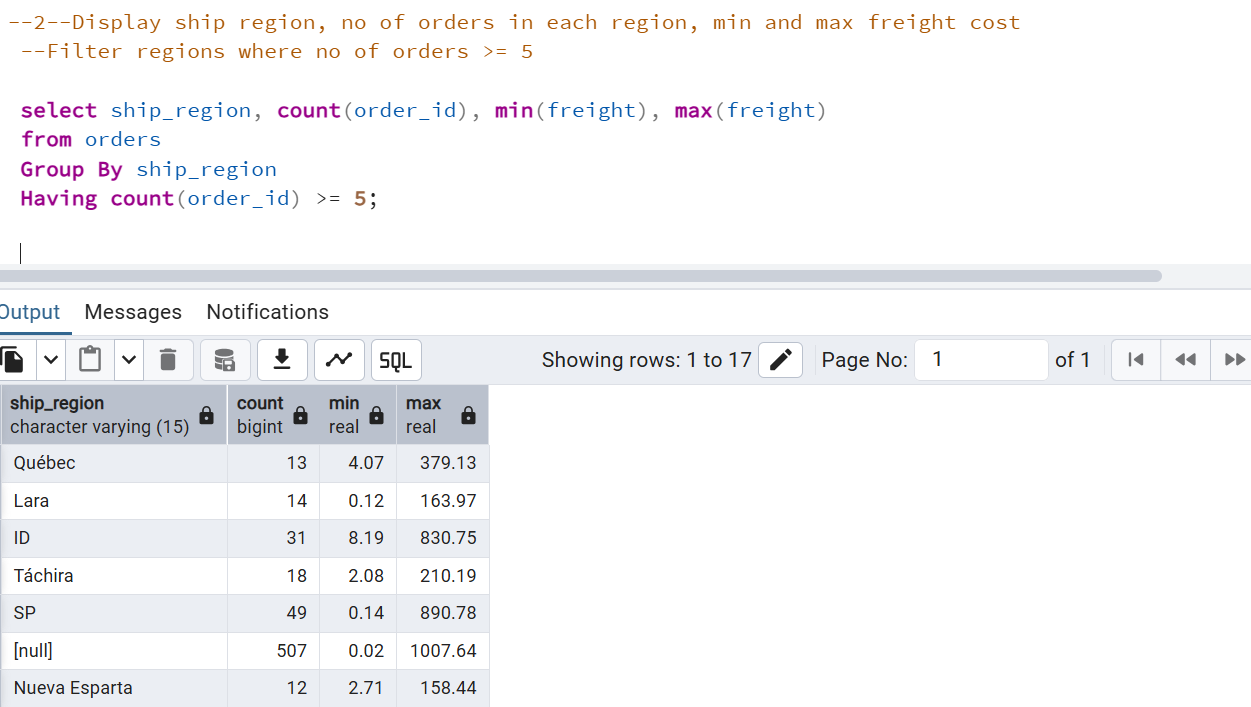 --2--Display ship region, no of orders in each region, min and max freight cost
--Filter regions where no of orders >= 5
select ship_region, count(order_id), min(freight), max(freight)
from orders
Group By ship_region
Having count(order_id) >= 5;
Output Messages Notifications
SQL Showing rows: 1 to 17 Page No: 1 of 1
ship_region count min max
character varying (15) bigint real real
Québec 13 4.07 379.13
Lara 14 0.12 163.97
ID 31 8.19 830.75
Táchira 18 2.08 210.19
SP 49 0.14 890.78
[null] 507 0.02 1007.64
Nueva Esparta 12 2.71 158.44